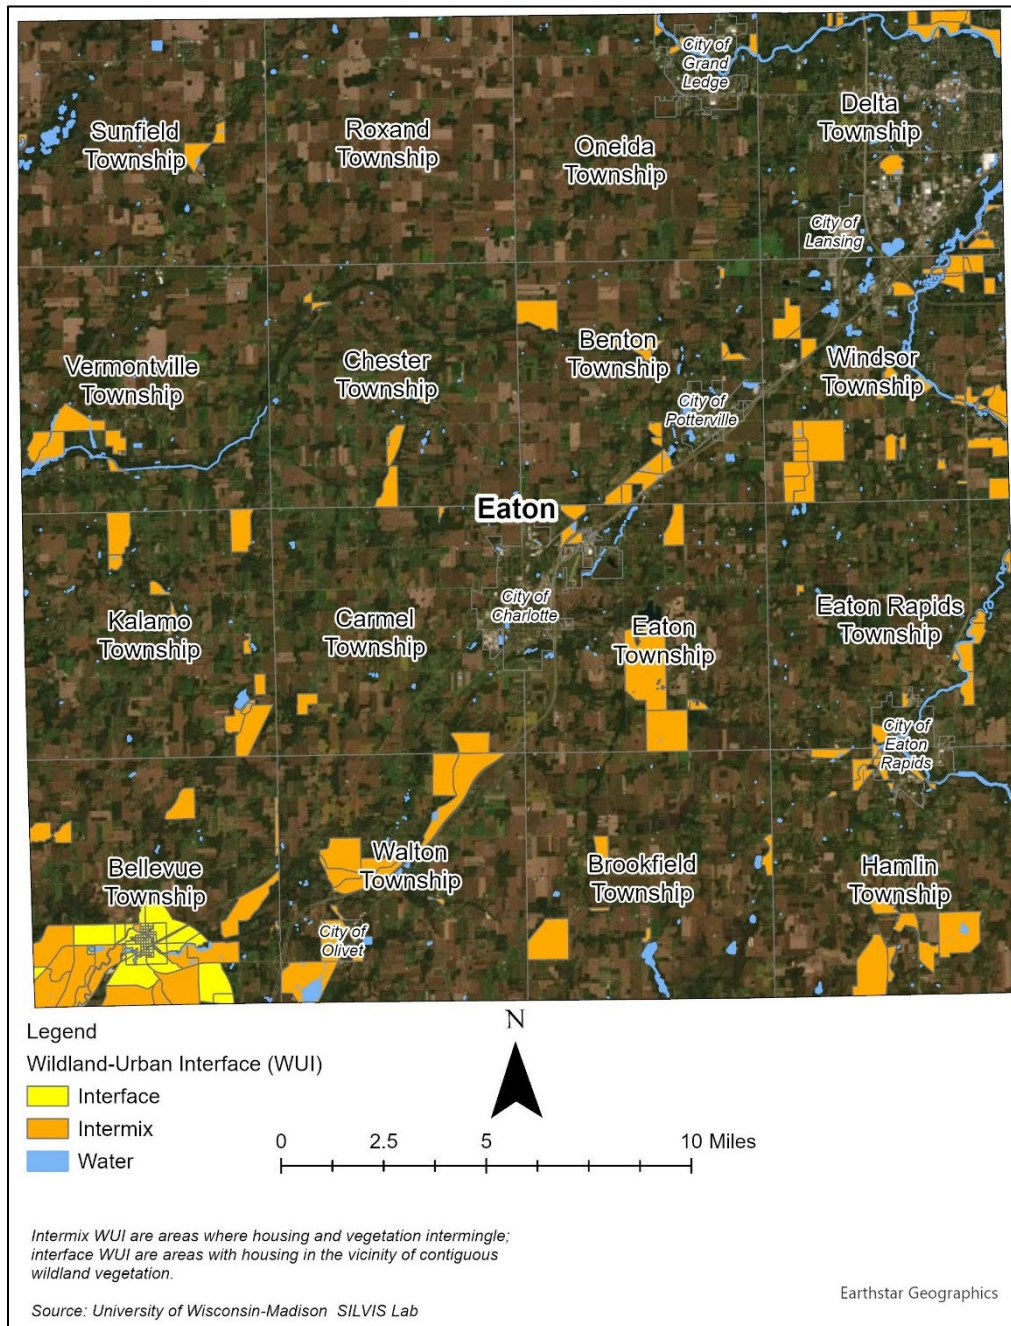 City of
Grand
Ledge
Delta
Township
Sunfield
Township
Roxand
Township
Oneida
Township
City of
Lansing
Vermontville
Township
Chester
Township
Benton
Township
Windsor
Township
City of
Potterville
Eaton
Kalamo
Township
Carmel
Township
City of
Charlotte
Eaton
Township
Eaton Rapids
Township
City of
Eaton
Rapids
Bellevue
Township
Walton
Township
Brookfield
Township
Hamlin
Township
City of
Olivet
Legend
Wildland-Urban Interface (WUI)
Interface
Intermix
Water
N
0 2.5 5 10 Miles
Intermix WUI are areas where housing and vegetation intermingle;
interface WUI are areas with housing in the vicinity of contiguous
wildland vegetation.
Source: University of Wisconsin-Madison SILVIS Lab
Earthstar Geographics